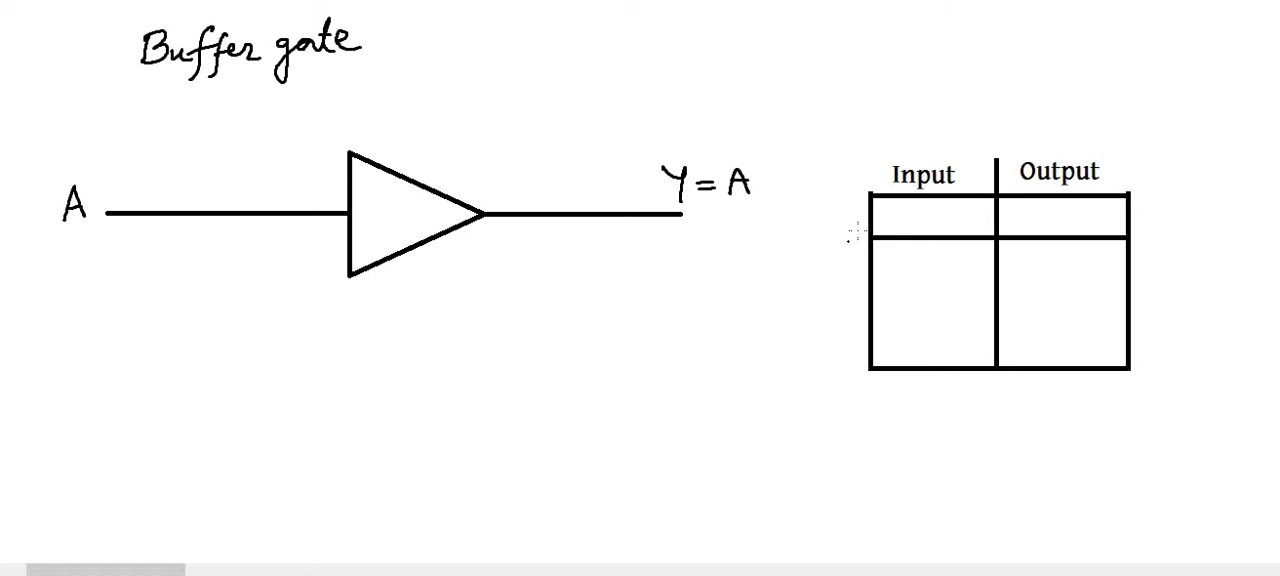 Buffer gate
A
Y = A
Input Output